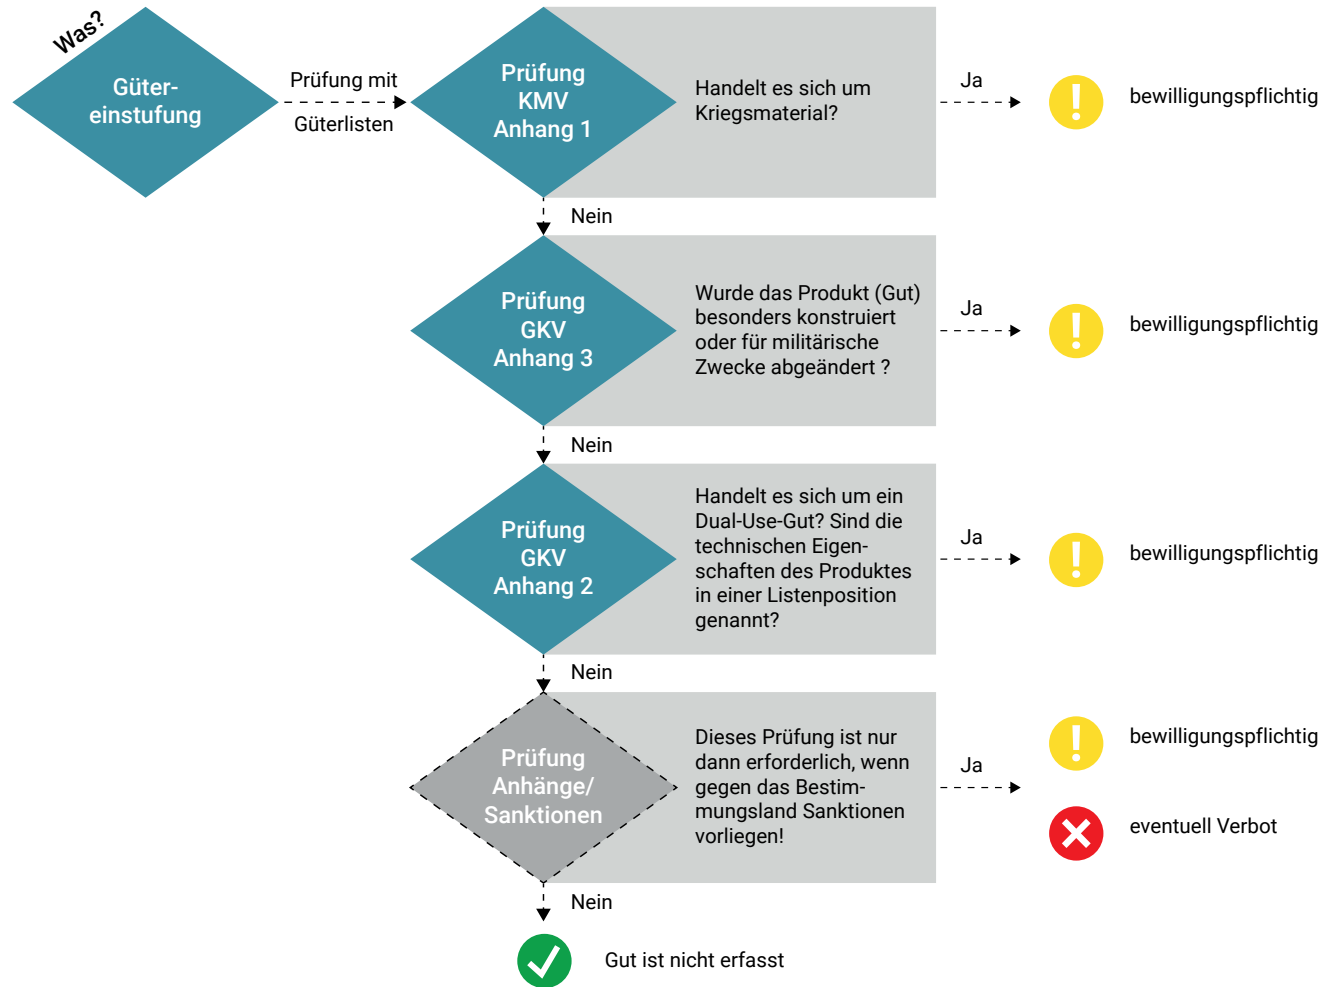 Was?
Güter-
einstufung
Prüfung mit
Güterlisten
Prüfung
KMV
Anhang 1
Handelt es sich um
Kriegsmaterial?
Ja
bewilligungspflichtig
Nein
Prüfung
GKV
Anhang 3
Wurde das Produkt (Gut)
besonders konstruiert
oder für militärische
Zwecke abgeändert ?
Ja
bewilligungspflichtig
Nein
Prüfung
GKV
Anhang 2
Handelt es sich um ein
Dual-Use-Gut? Sind die
technischen Eigen-
schaften des Produktes
in einer Listenposition
genannt?
Ja
bewilligungspflichtig
Nein
Prüfung
Anhänge/
Sanktionen
Dieses Prüfung ist nur
dann erforderlich, wenn
gegen das Bestim-
mungsland Sanktionen
vorliegen!
Ja
bewilligungspflichtig
eventuell Verbot
Nein
Gut ist nicht erfasst